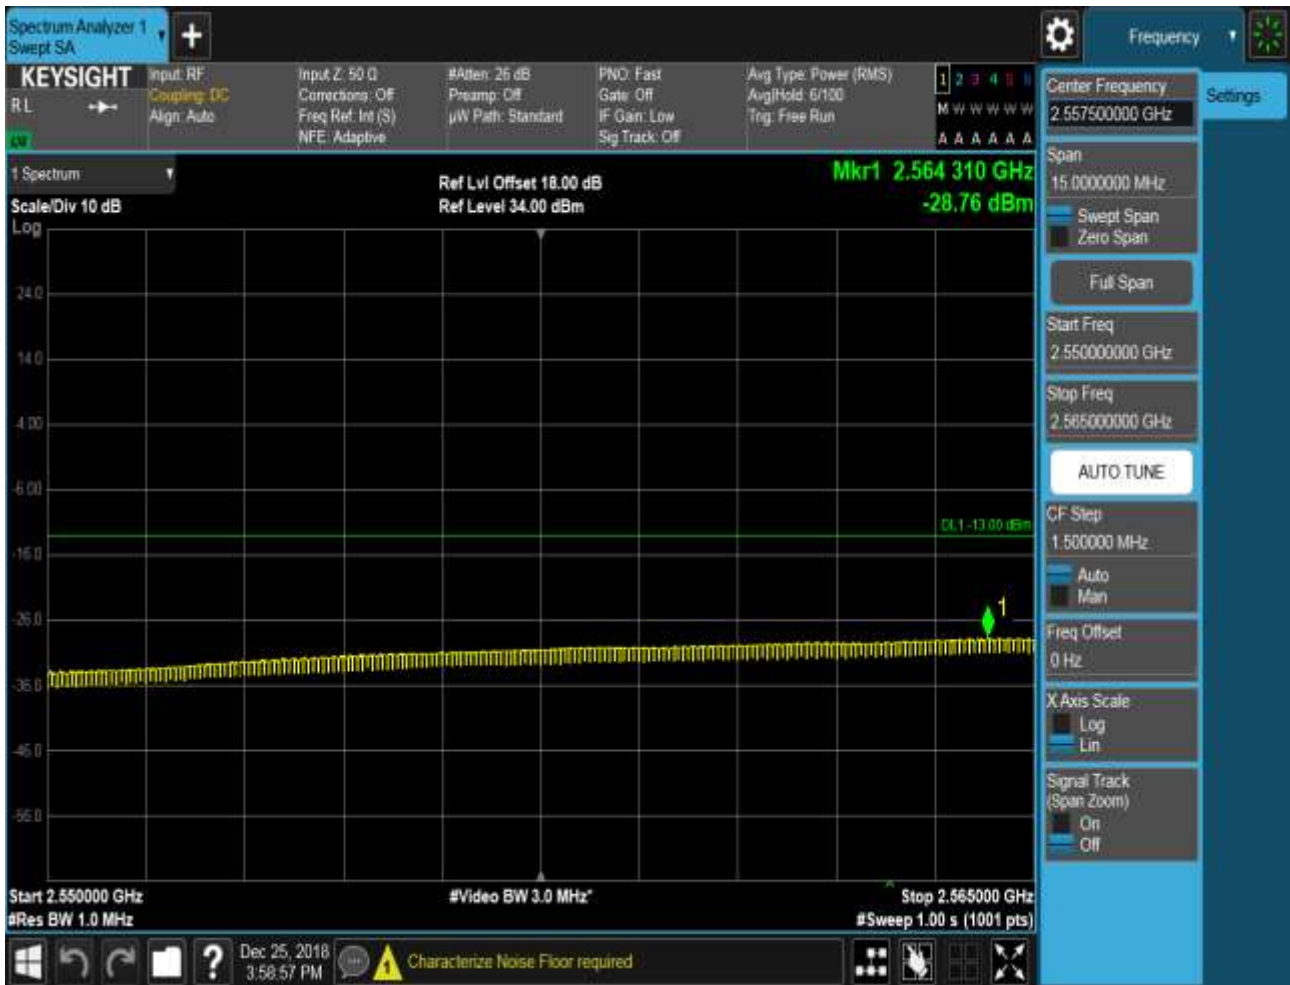 Spectrum Analyzer 1
Swept SA
Frequency
KEYSIGHT
RL
Input: RF
Coupling: DC
Align: Auto
Input Z: 50 Ω
Corrections: Off
Freq Ref: Int (S)
NFE: Adaptive
#Atten: 26 dB
Preamp: Off
µW Path: Standard
PNO: Fast
Gate: Off
IF Gain: Low
Sig Track: Off
Avg Type: Power (RMS)
Avg|Hold: 6/100
Trig: Free Run
1 2 3 4 5 6
M W W W W W
A A A A A A
1 Spectrum
Scale/Div 10 dB
Log
Ref Lvl Offset 18.00 dB
Ref Level 34.00 dBm
Mkr1 2.564 310 GHz
-28.76 dBm
24.0
14.0
4.00
-6.00
DL1 -13.00 dBm
-16.0
-26.0
1
-36.0
-46.0
-56.0
Start 2.550000 GHz
#Res BW 1.0 MHz
#Video BW 3.0 MHz*
Stop 2.565000 GHz
#Sweep 1.00 s (1001 pts)
Center Frequency
2.557500000 GHz
Settings
Span
15.0000000 MHz
Swept Span
Zero Span
Full Span
Start Freq
2.550000000 GHz
Stop Freq
2.565000000 GHz
AUTO TUNE
CF Step
1.500000 MHz
Auto
Man
Freq Offset
0 Hz
X Axis Scale
Log
Lin
Signal Track
(Span Zoom)
On
Off
?
Dec 25, 2018
3:58:57 PM
1
Characterize Noise Floor required